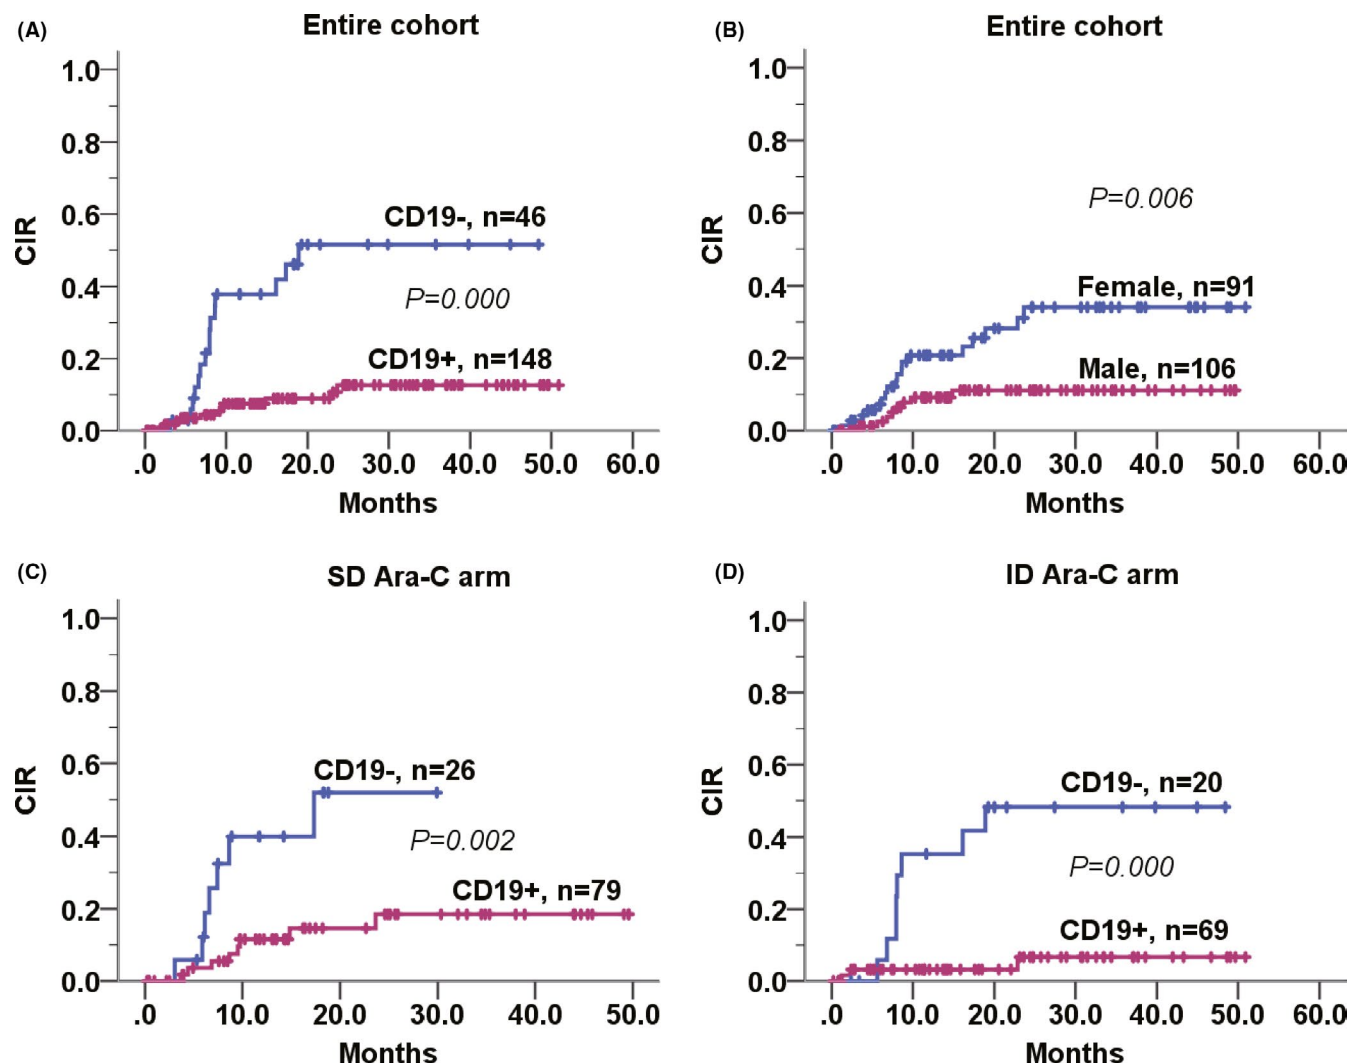 (A)
Entire cohort
1.0
0.8
0.6
0.4
0.2
0.0
CIR
CD19-, n=46
P=0.000
CD19+, n=148
.0 10.0 20.0 30.0 40.0 50.0 60.0
Months
(B)
Entire cohort
1.0
0.8
0.6
0.4
0.2
0.0
CIR
P=0.006
Female, n=91
Male, n=106
.0 10.0 20.0 30.0 40.0 50.0 60.0
Months
(C)
SD Ara-C arm
1.0
0.8
0.6
0.4
0.2
0.0
CIR
CD19-, n=26
P=0.002
CD19+, n=79
.0 10.0 20.0 30.0 40.0 50.0
Months
(D)
ID Ara-C arm
1.0
0.8
0.6
0.4
0.2
0.0
CIR
CD19-, n=20
P=0.000
CD19+, n=69
.0 10.0 20.0 30.0 40.0 50.0 60.0
Months